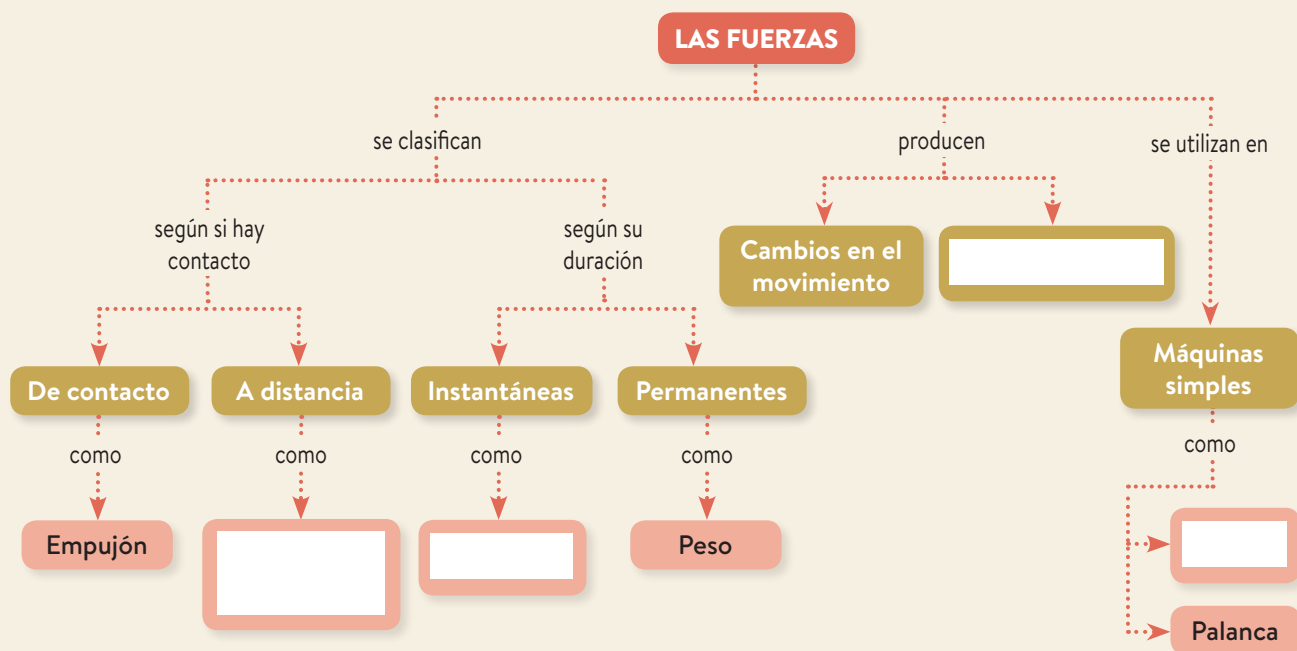 LAS FUERZAS
se clasifican
producen
se utilizan en
según si hay
contacto
según su
duración
Cambios en el
movimiento
Máquinas
simples
De contacto
A distancia
Instantáneas
Permanentes
como
como
como
como
como
Empujón
Peso
Palanca